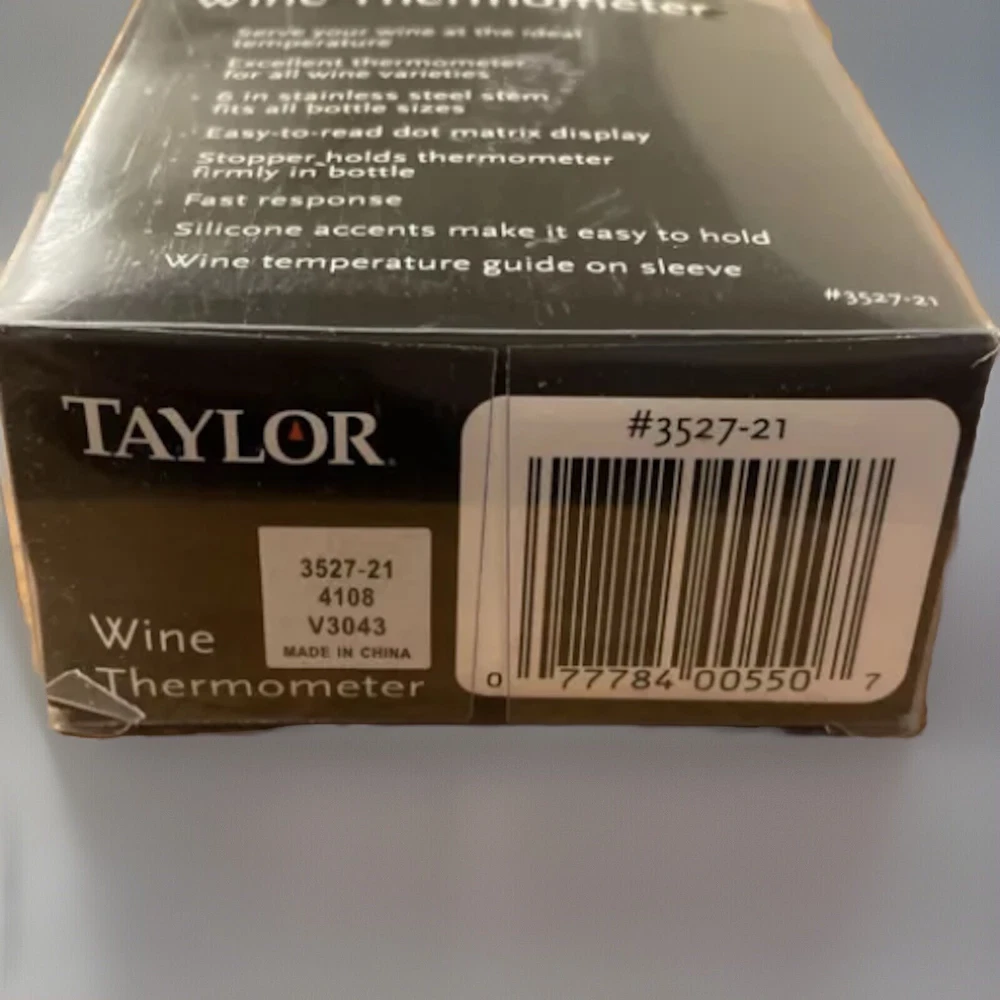 Wine Thermometer
Serve your wine at the ideal
temperature
Excellent thermometer
for all wine varieties
6 in stainless steel stem
fits all bottle sizes
Easy-to-read dot matrix display
Stopper holds thermometer
firmly in bottle
Fast response
Silicone accents make it easy to hold
Wine temperature guide on sleeve
#3527-21
TAYLOR
Wine
Thermometer
3527-21
4108
V3043
MADE IN CHINA
#3527-21
0 77784 00550 7